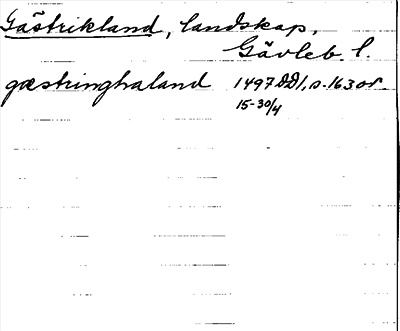 Gästrikland, landskap,
Gävleb. l.
gæstringhaland 1497 DD1, s. 163 or.
15-30/4